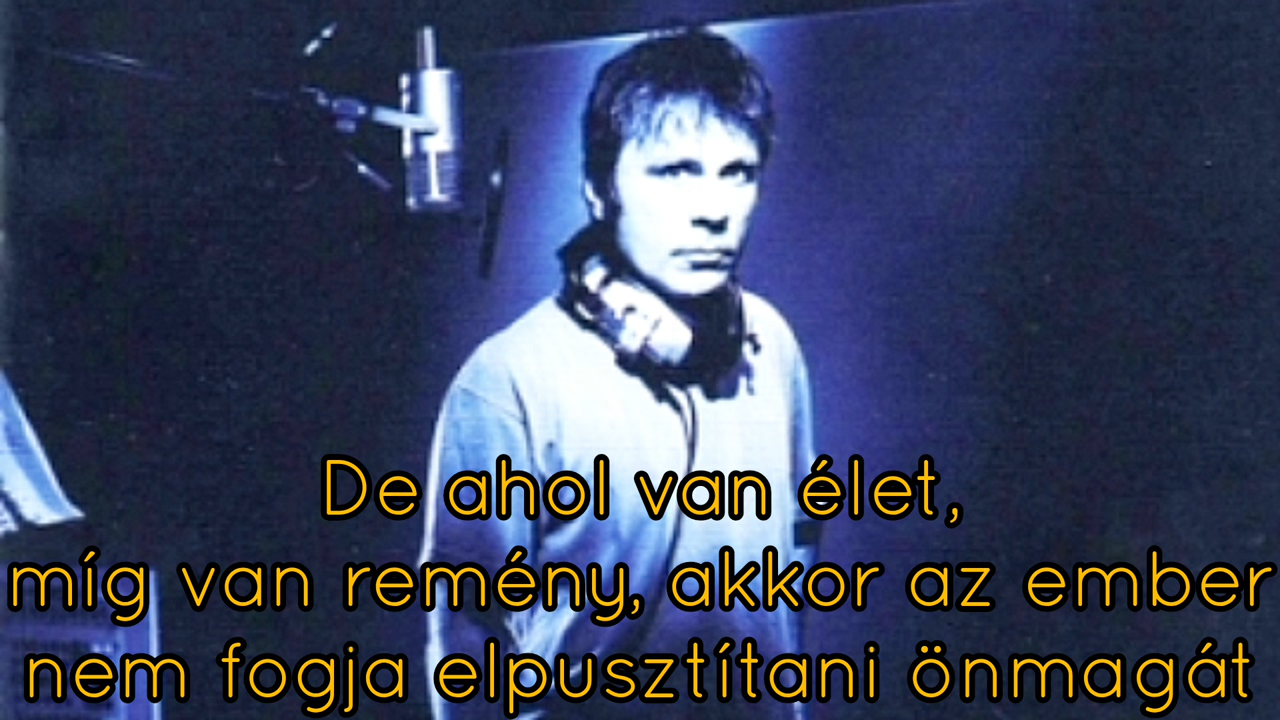 De ahol van élet,
míg van remény, akkor az ember
nem fogja elpusztítani önmagát